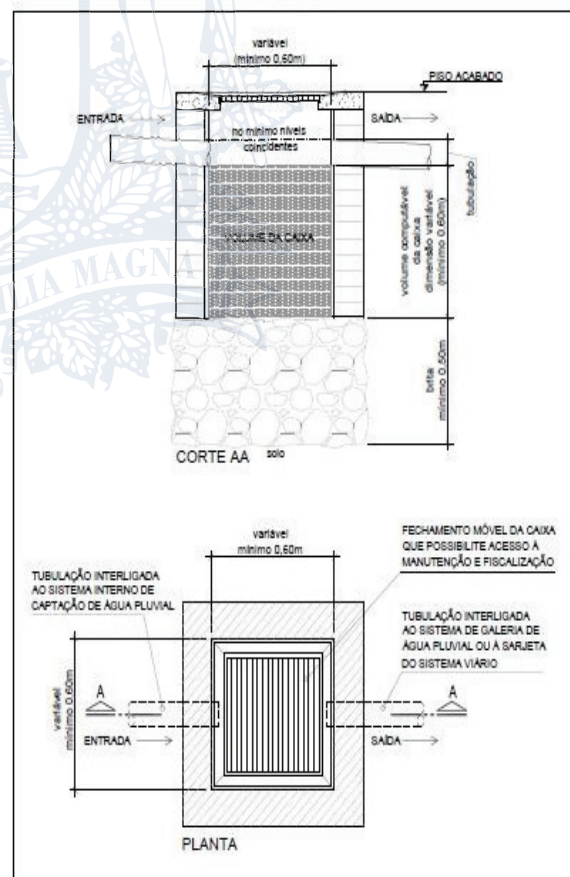 variável
(mínimo 0,60m)
PISO ACABADO
ENTRADA
SAÍDA
no mínimo níveis
coincidentes
tubulação
VOLUME DA CAIXA
volume computável
da caixa
dimensão variável
(mínimo 0.60m)
ILIA MAGNA
brita
mínimo 0.50m
CORTE AA
solo
variável
mínimo 0,60m
FECHAMENTO MÓVEL DA CAIXA
QUE POSSIBILITE ACESSO À
MANUTENÇÃO E FISCALIZAÇÃO
TUBULAÇÃO INTERLIGADA
AO SISTEMA INTERNO DE
CAPTAÇÃO DE ÁGUA PLUVIAL
TUBULAÇÃO INTERLIGADA
AO SISTEMA DE GALERIA DE
ÁGUA PLUVIAL OU À SARJETA
DO SISTEMA VIÁRIO
variável
mínimo 0.60m
A
A
ENTRADA
SAÍDA
PLANTA